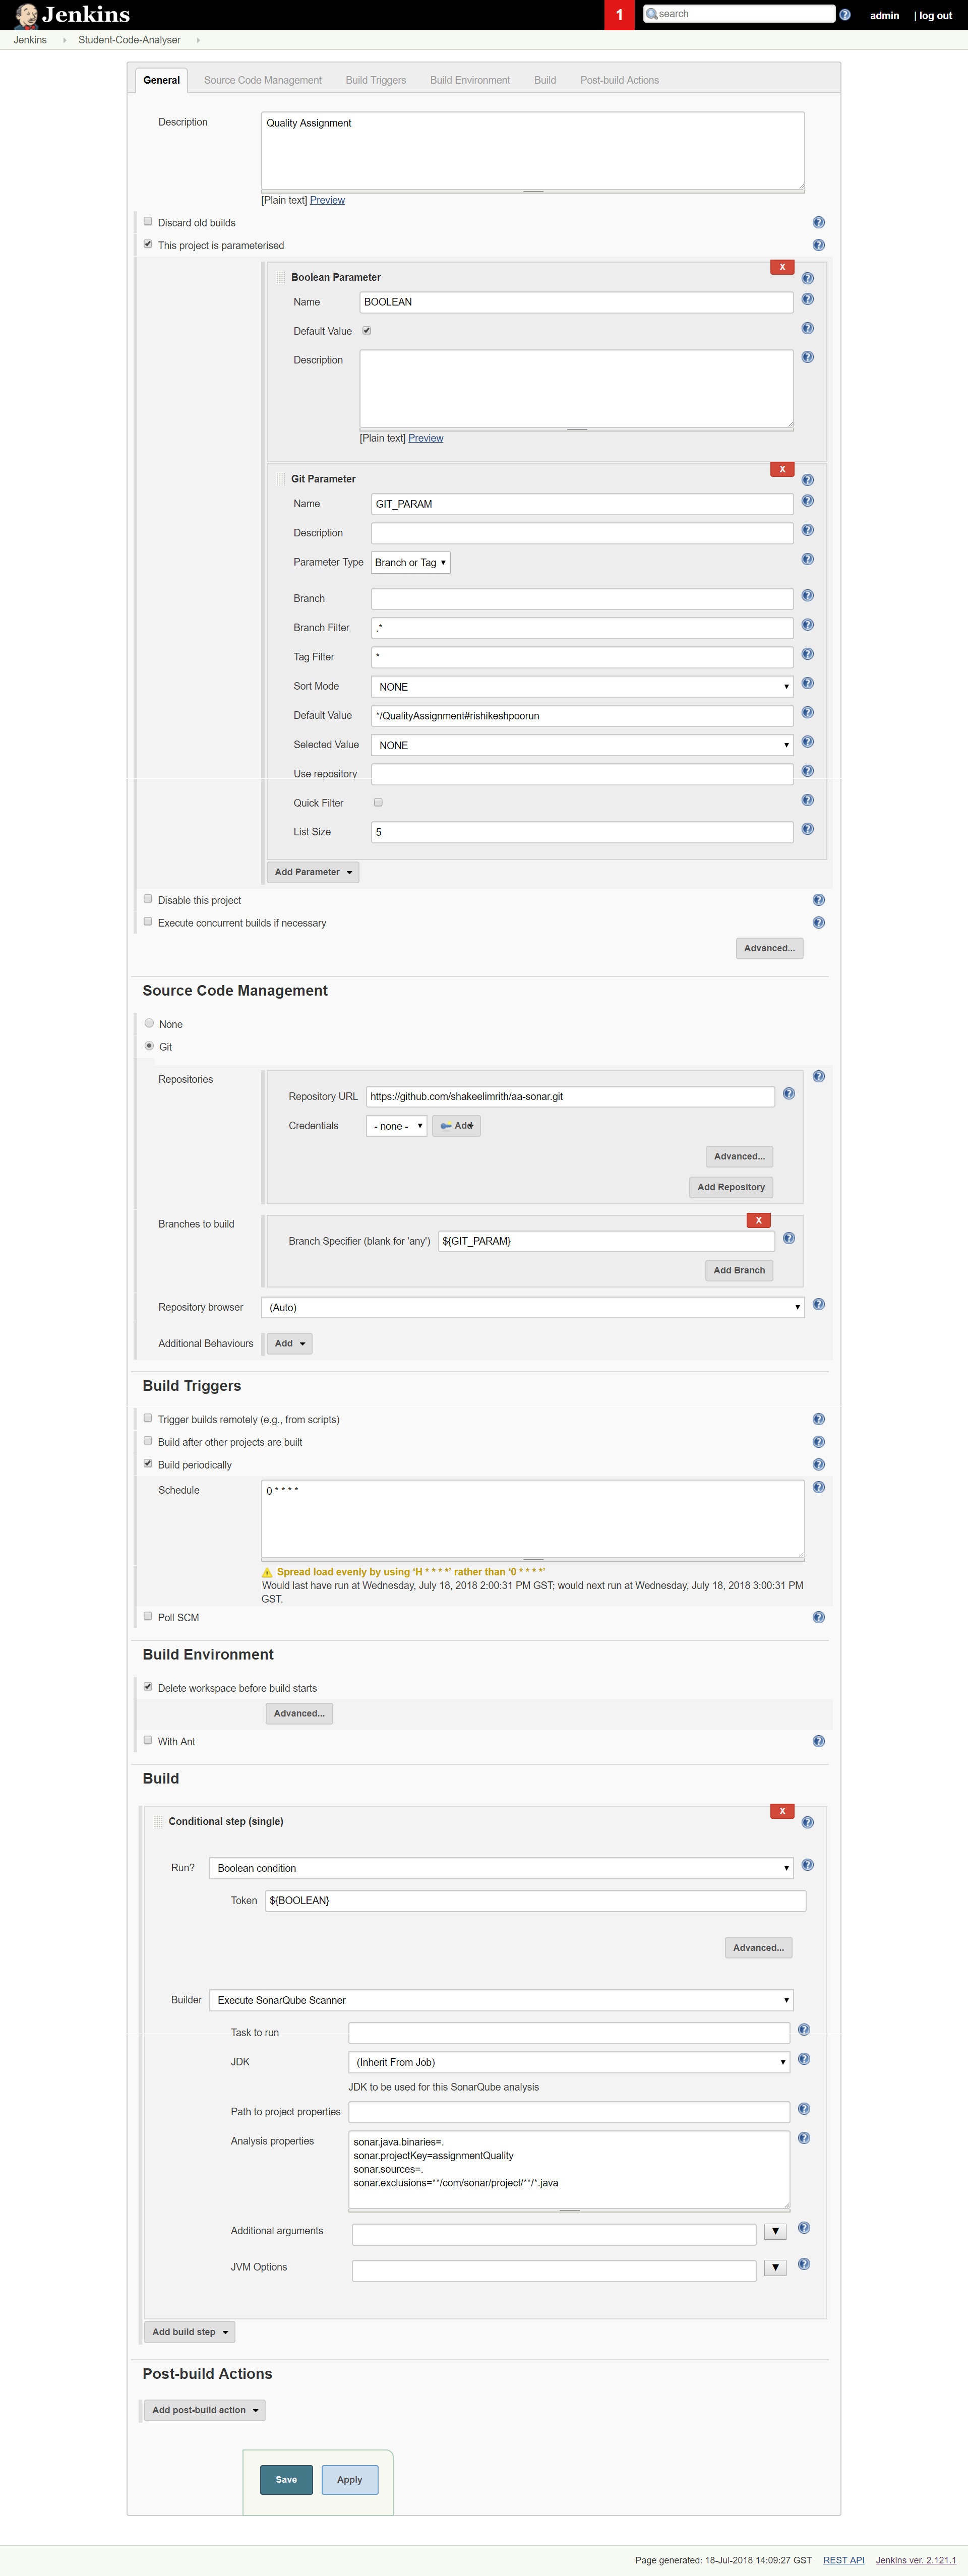 Jenkins
1
search
admin
| log out
Jenkins
Student-Code-Analyser
General
Source Code Management
Build Triggers
Build Environment
Build
Post-build Actions
Description
Quality Assignment
[Plain text] Preview
Discard old builds
This project is parameterised
X
Boolean Parameter
Name
BOOLEAN
Default Value
Description
[Plain text] Preview
X
Git Parameter
Name
GIT_PARAM
Description
Parameter Type
Branch or Tag
Branch
Branch Filter
.*
Tag Filter
*
Sort Mode
NONE
Default Value
*/QualityAssignment#rishikeshpoorun
Selected Value
NONE
Use repository
Quick Filter
List Size
5
Add Parameter
Disable this project
Execute concurrent builds if necessary
Advanced...
Source Code Management
None
Git
Repositories
Repository URL
https://github.com/shakeelimrith/aa-sonar.git
Credentials
- none -
Add
Advanced...
Add Repository
Branches to build
X
Branch Specifier (blank for 'any')
${GIT_PARAM}
Add Branch
Repository browser
(Auto)
Additional Behaviours
Add
Build Triggers
Trigger builds remotely (e.g., from scripts)
Build after other projects are built
Build periodically
Schedule
0 * * * *
Spread load evenly by using ‘H * * * *’ rather than ‘0 * * * *’
Would last have run at Wednesday, July 18, 2018 2:00:31 PM GST; would next run at Wednesday, July 18, 2018 3:00:31 PM
GST.
Poll SCM
Build Environment
Delete workspace before build starts
Advanced...
With Ant
Build
X
Conditional step (single)
Run?
Boolean condition
Token
${BOOLEAN}
Advanced...
Builder
Execute SonarQube Scanner
Task to run
JDK
(Inherit From Job)
JDK to be used for this SonarQube analysis
Path to project properties
Analysis properties
sonar.java.binaries=.
sonar.projectKey=assignmentQuality
sonar.sources=.
sonar.exclusions=**/com/sonar/project/**/*.java
Additional arguments
JVM Options
Add build step
Post-build Actions
Add post-build action
Save
Apply
Page generated: 18-Jul-2018 14:09:27 GST
REST API
Jenkins ver. 2.121.1